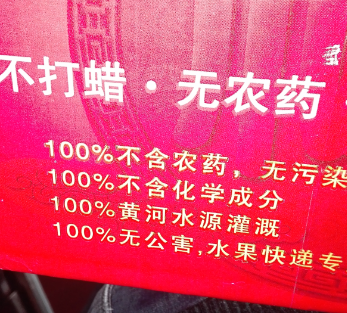 不打蜡·无农药·
100%不含农药，无污染
100%不含化学成分
100%黄河水源灌溉
100%无公害,水果快递专